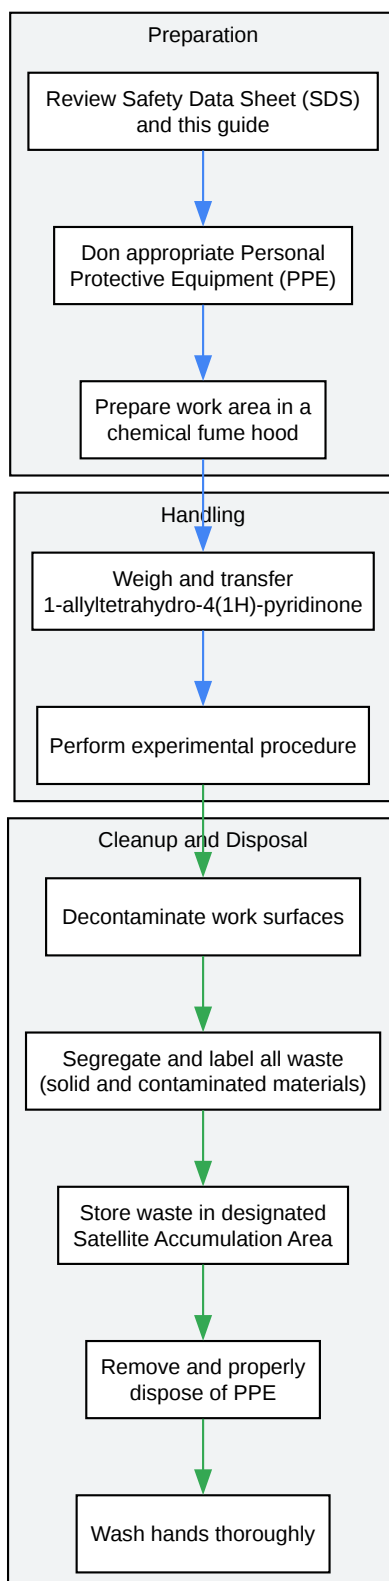 Preparation
Review Safety Data Sheet (SDS)
and this guide
Don appropriate Personal
Protective Equipment (PPE)
Prepare work area in a
chemical fume hood
Handling
Weigh and transfer
1-allyltetrahydro-4(1H)-pyridinone
Perform experimental procedure
Cleanup and Disposal
Decontaminate work surfaces
Segregate and label all waste
(solid and contaminated materials)
Store waste in designated
Satellite Accumulation Area
Remove and properly
dispose of PPE
Wash hands thoroughly